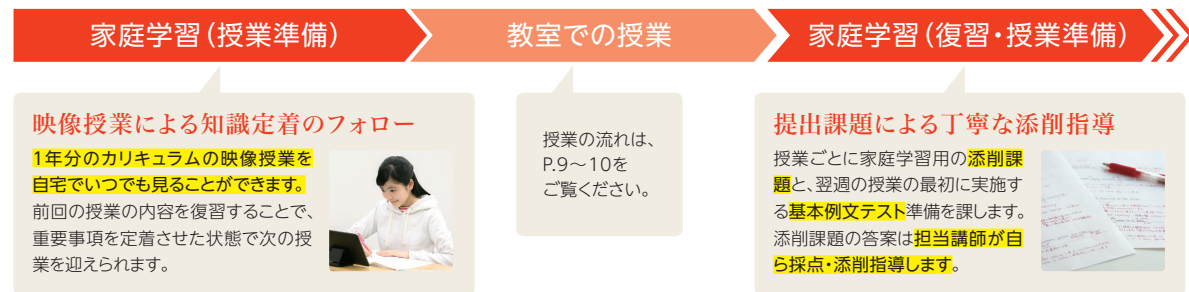 家庭学習（授業準備）
教室での授業
家庭学習（復習・授業準備）
映像授業による知識定着のフォロー
1年分のカリキュラムの映像授業を
自宅でいつでも見ることができます。
前回の授業の内容を復習することで、
重要事項を定着させた状態で次の授
業を迎えられます。
授業の流れは、
P.9～10を
ご覧ください。
提出課題による丁寧な添削指導
授業ごとに家庭学習用の添削課
題と、翌週の授業の最初に実施す
る基本例文テスト準備を課します。
添削課題の答案は担当講師が自
ら採点・添削指導します。